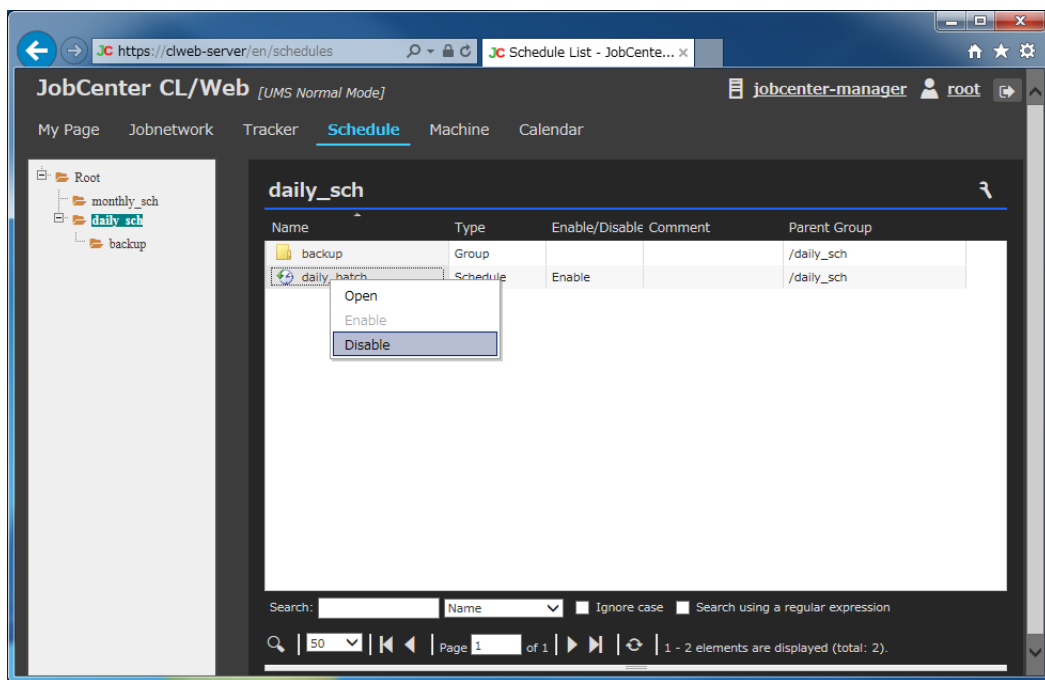 JC https://clweb-server/en/schedules
JC Schedule List - JobCente... ×
JobCenter CL/Web [UMS Normal Mode]
jobcenter-manager root
My Page Jobnetwork Tracker Schedule Machine Calendar
Root
monthly_sch
daily_sch
backup
daily_sch
Name Type Enable/Disable Comment Parent Group
backup Group /daily_sch
daily_batch Schedule Enable /daily_sch
Open
Enable
Disable
Search: Name Ignore case Search using a regular expression
50 Page 1 of 1 1 - 2 elements are displayed (total: 2).